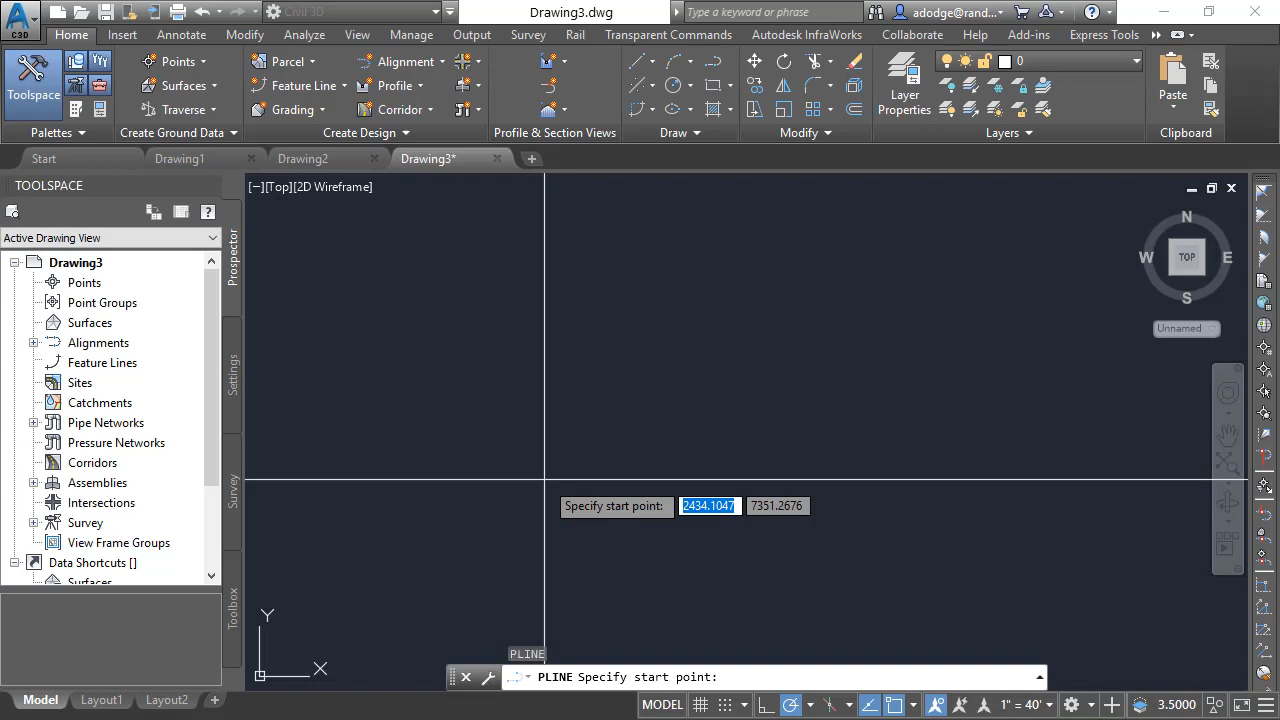 Civil 3D
Drawing3.dwg
Type a keyword or phrase
adodge@rand...
C3D
Home Insert Annotate Modify Analyze View Manage Output Survey Rail Transparent Commands Autodesk InfraWorks Collaborate Help Add-ins Express Tools
Toolspace
Points
Surfaces
Traverse
Parcel
Feature Line
Grading
Alignment
Profile
Corridor
Layer
Properties
0
Paste
Palettes Create Ground Data Create Design Profile & Section Views Draw Modify Layers Clipboard
Start Drawing1 Drawing2 Drawing3*
TOOLSPACE
Active Drawing View
Drawing3
Points
Point Groups
Surfaces
Alignments
Feature Lines
Sites
Catchments
Pipe Networks
Pressure Networks
Corridors
Assemblies
Intersections
Survey
View Frame Groups
Data Shortcuts []
Surfaces
Prospector
Settings
Survey
Toolbox
[−][Top][2D Wireframe]
N
W TOP E
S
Unnamed
Specify start point: 2434.1047 7351.2676
Y
X
PLINE
PLINE Specify start point:
Model Layout1 Layout2 +
MODEL
1" = 40'
3.5000